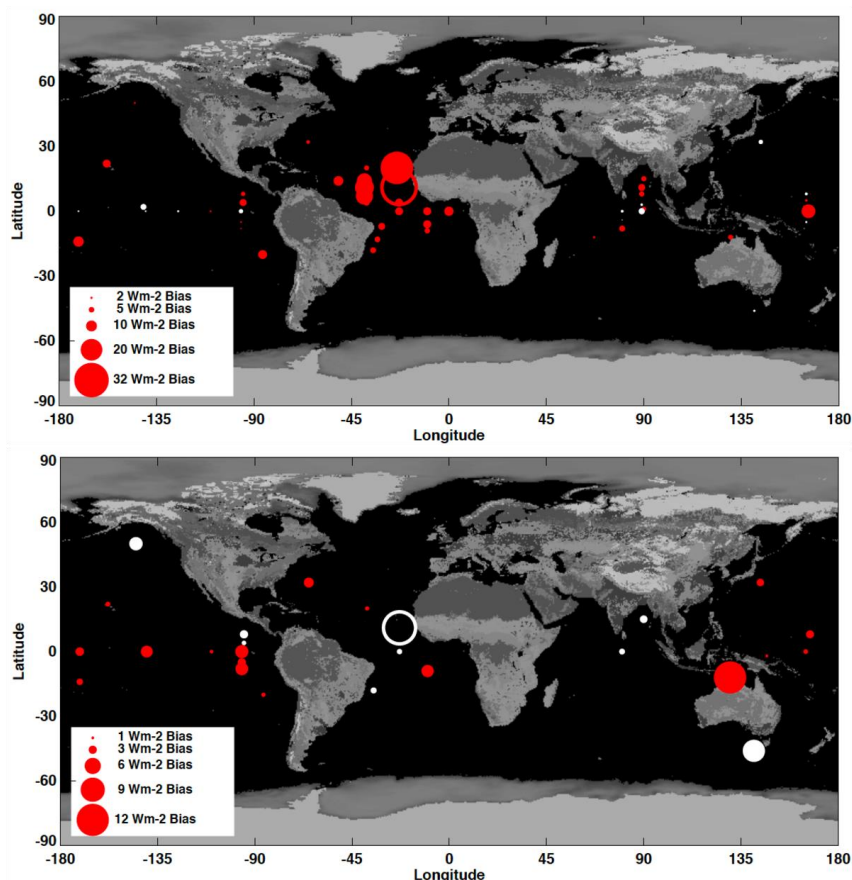 90
60
30
0
-30
-60
-90
Latitude
2 Wm-2 Bias
5 Wm-2 Bias
10 Wm-2 Bias
20 Wm-2 Bias
32 Wm-2 Bias
-180 -135 -90 -45 0 45 90 135 180
Longitude
90
60
30
0
-30
-60
-90
Latitude
1 Wm-2 Bias
3 Wm-2 Bias
6 Wm-2 Bias
9 Wm-2 Bias
12 Wm-2 Bias
-180 -135 -90 -45 0 45 90 135 180
Longitude